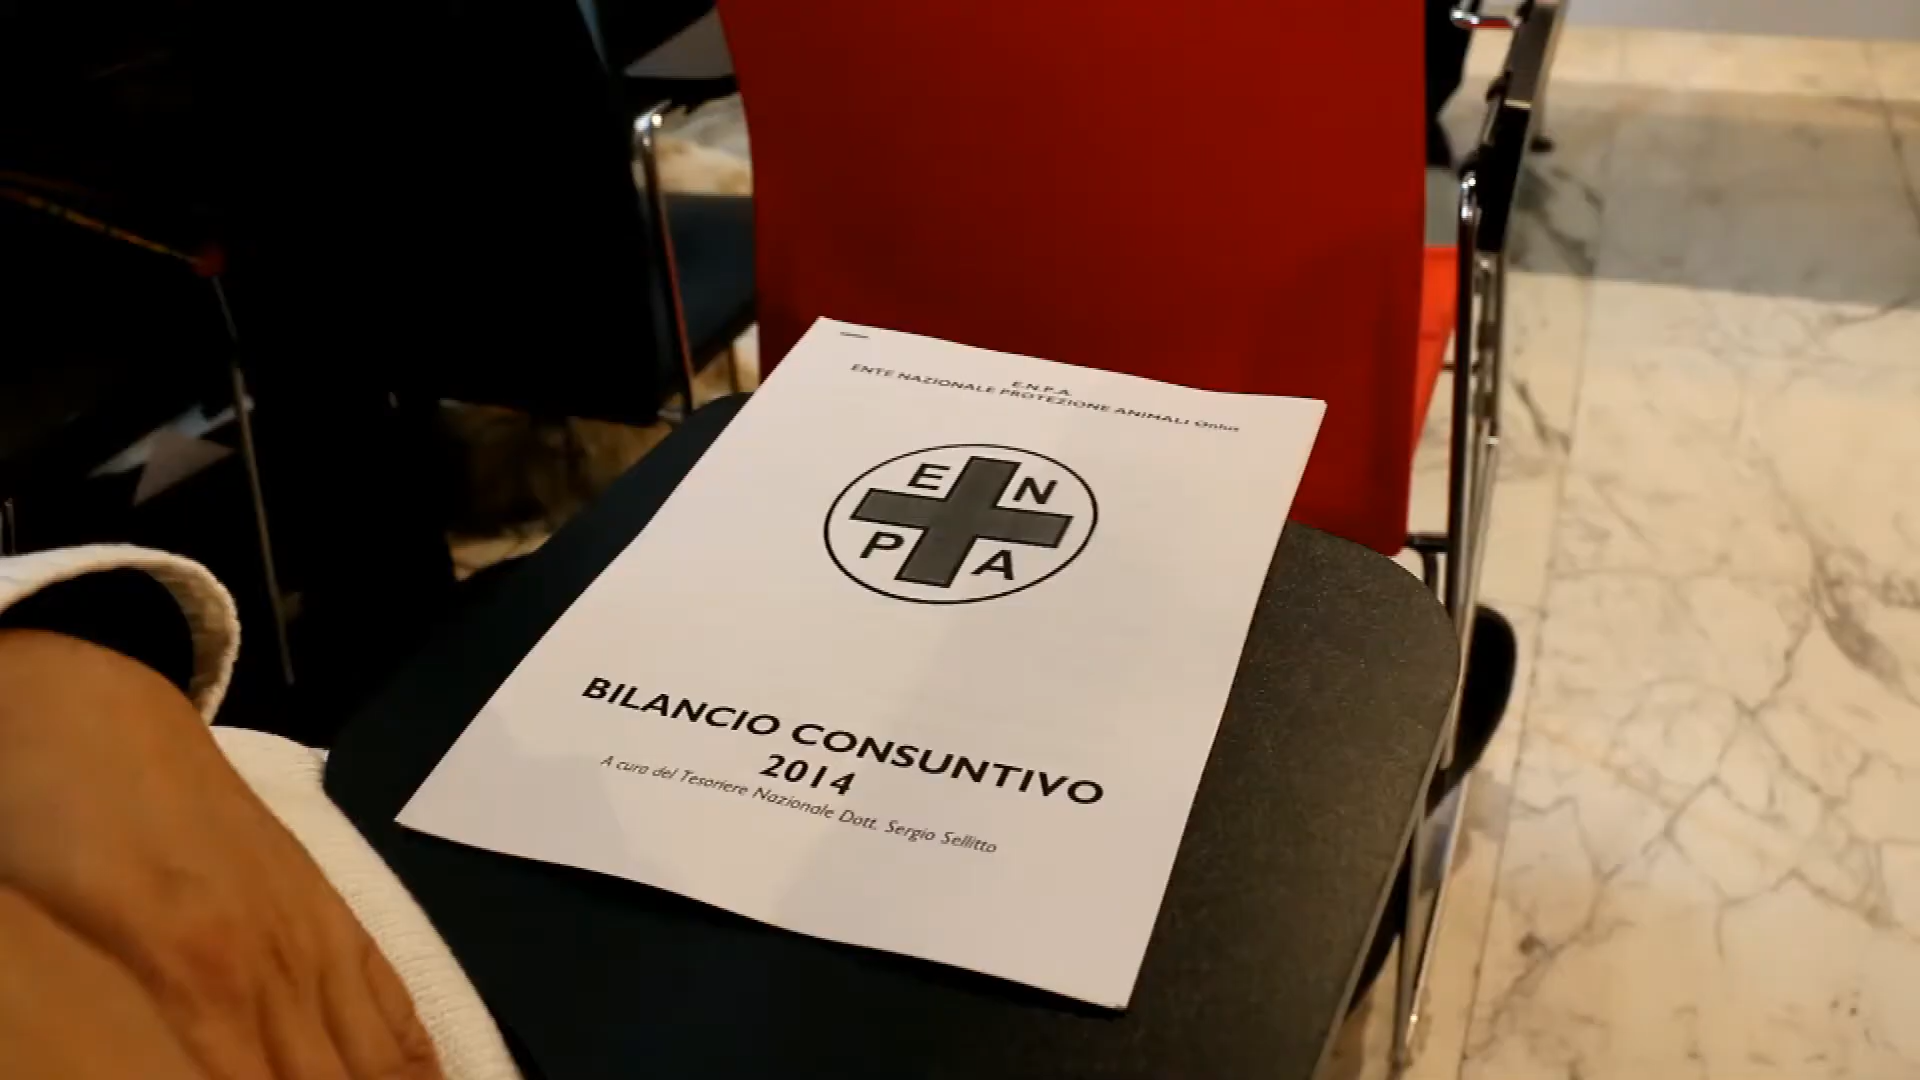 E.N.P.A.
ENTE NAZIONALE PROTEZIONE ANIMALI Onlus
E N
P A
BILANCIO CONSUNTIVO
2014
A cura del Tesoriere Nazionale Dott. Sergio Sellitto